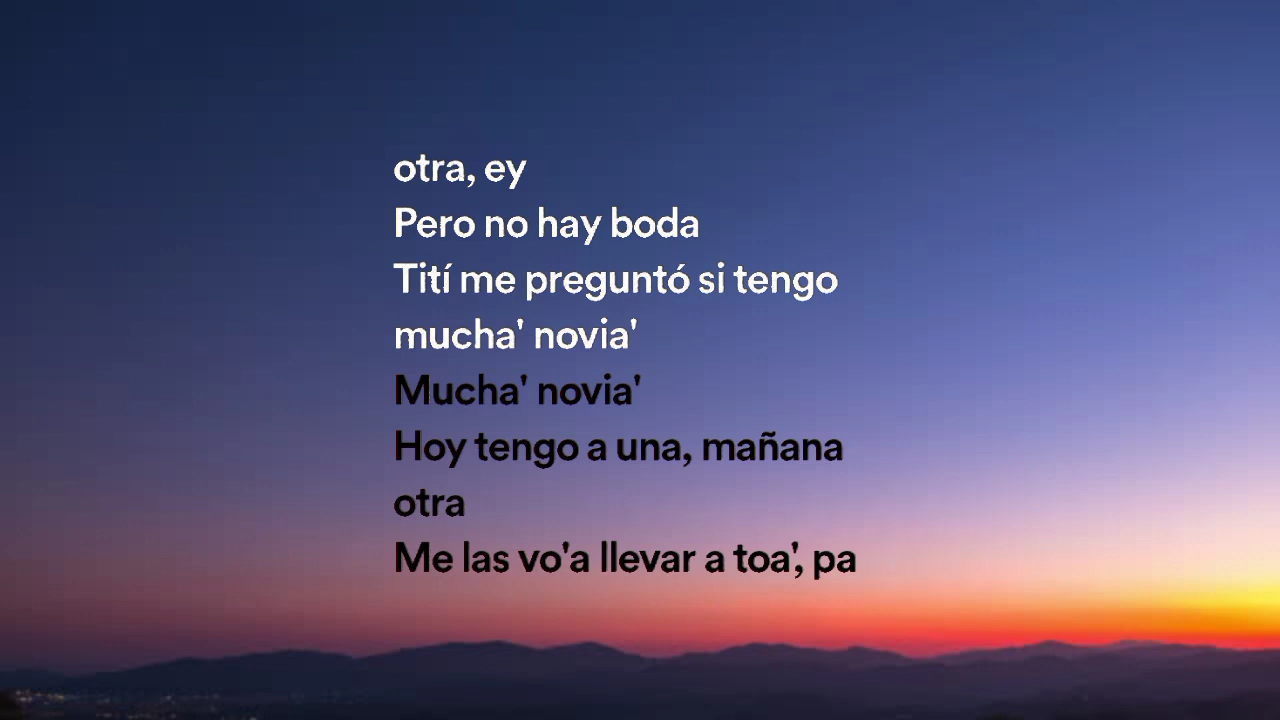 otra, ey
Pero no hay boda
Tití me preguntó si tengo
mucha' novia'
Mucha' novia'
Hoy tengo a una, mañana
otra
Me las vo'a llevar a toa', pa